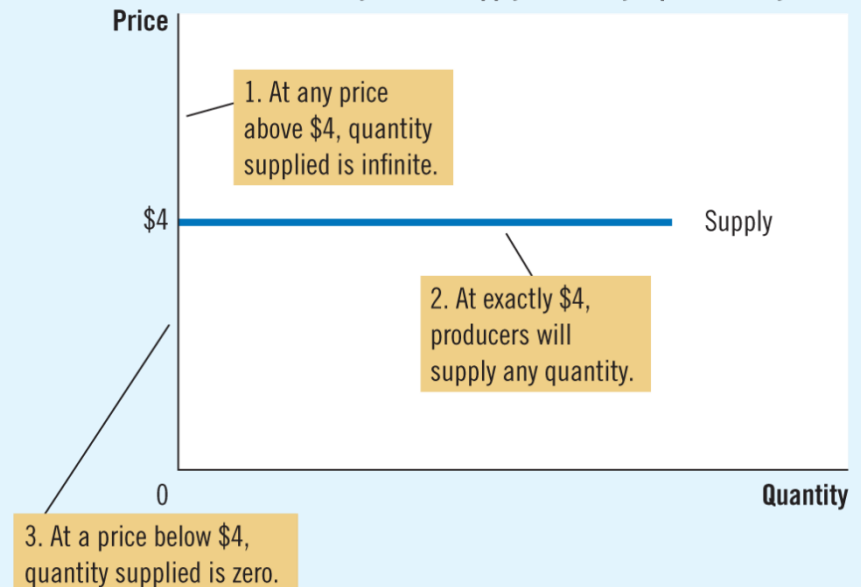 Price
1. At any price
above $4, quantity
supplied is infinite.
$4
Supply
2. At exactly $4,
producers will
supply any quantity.
0
Quantity
3. At a price below $4,
quantity supplied is zero.